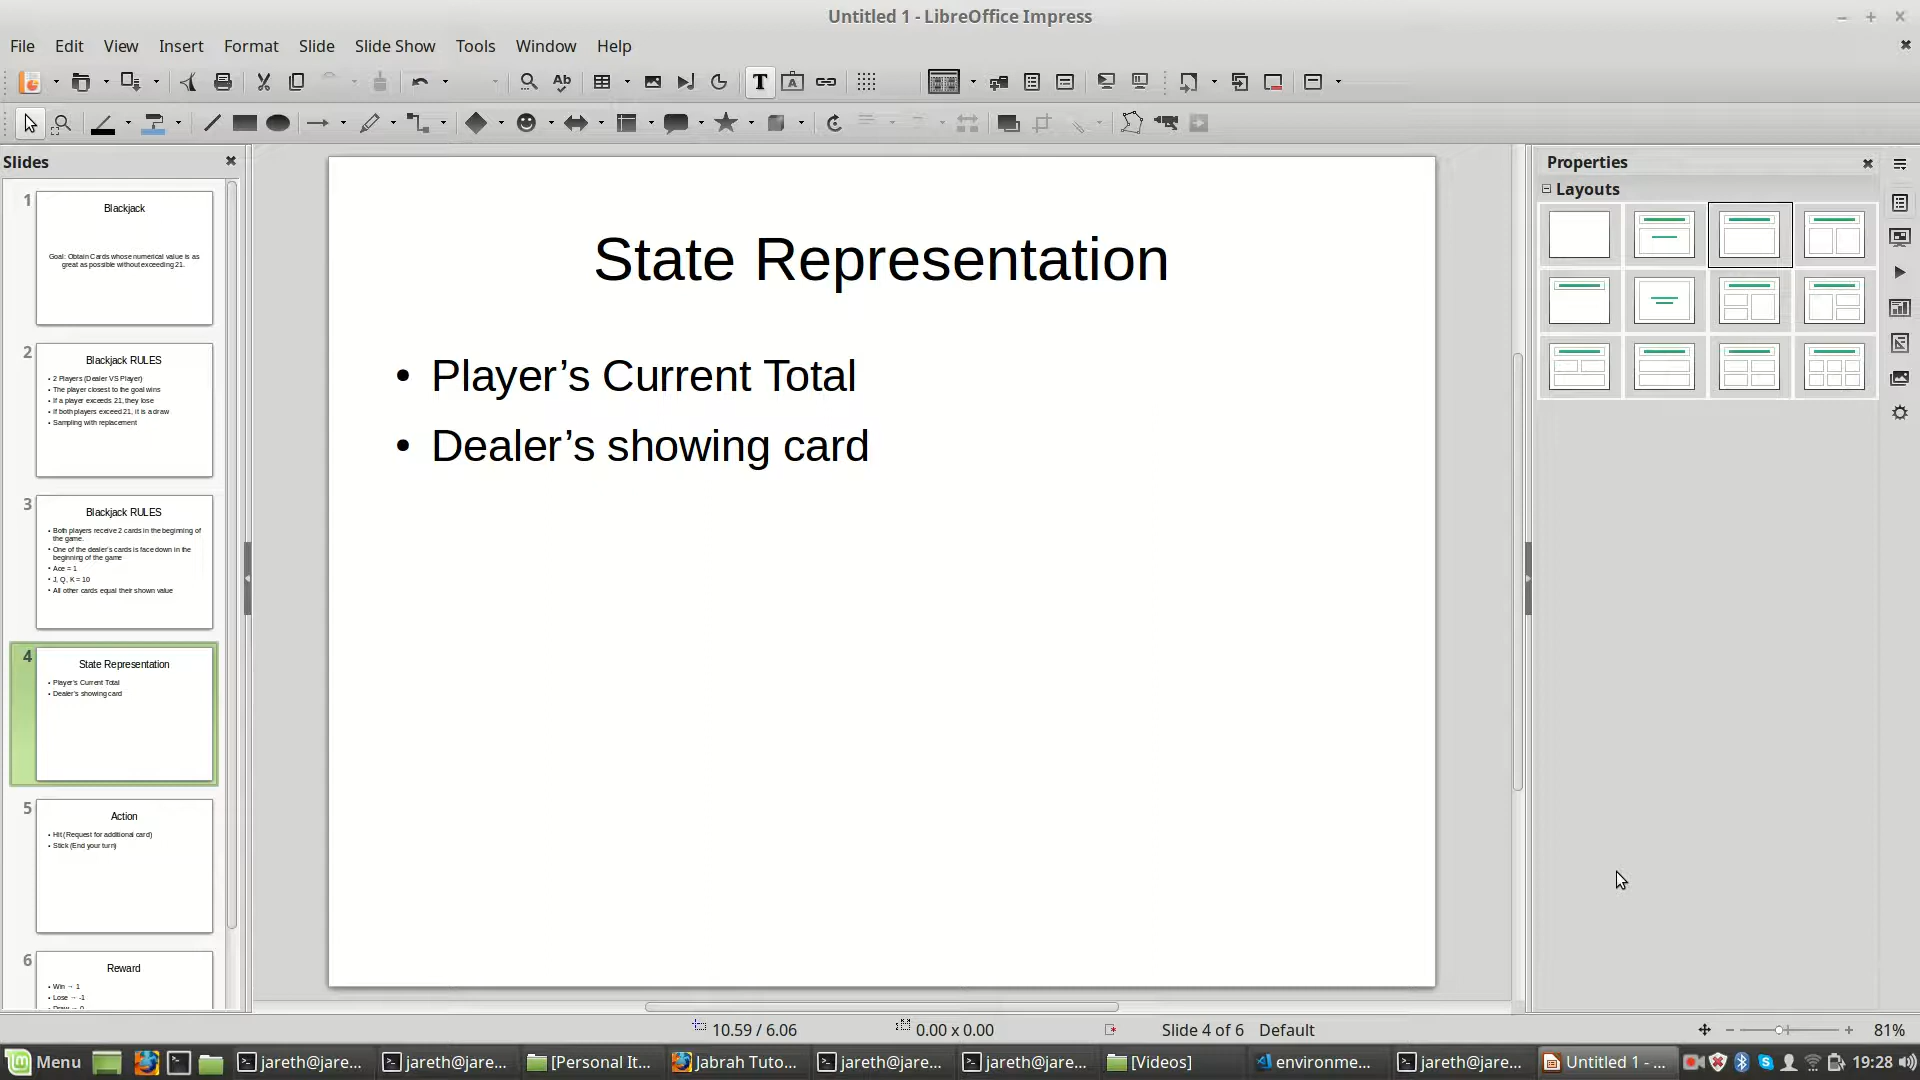 Untitled 1 - LibreOffice Impress
File Edit View Insert Format Slide Slide Show Tools Window Help
Slides
1
Blackjack
Goal: Obtain Cards whose numerical value is as
great as possible without exceeding 21.
2
Blackjack RULES
• 2 Players (Dealer VS Player)
• The player closest to the goal wins
• If a player exceeds 21, they lose
• If both players exceed 21, it is a draw
• Sampling with replacement
3
Blackjack RULES
• Both players receive 2 cards in the beginning of
the game.
• One of the dealer's cards is face down in the
beginning of the game
• Ace = 1
• J, Q, K = 10
• All other cards equal their shown value
4
State Representation
• Player's Current Total
• Dealer's showing card
5
Action
• Hit (Request for additional card)
• Stick (End your turn)
6
Reward
• Win → 1
• Lose → -1
• Draw → 0
State Representation
• Player’s Current Total
• Dealer’s showing card
Properties
Layouts
10.59 / 6.06 0.00 x 0.00 Slide 4 of 6 Default 81%
Menu jareth@jare... jareth@jare... [Personal It... Jabrah Tuto... jareth@jare... jareth@jare... [Videos] environme... jareth@jare... Untitled 1 - ... 19:28